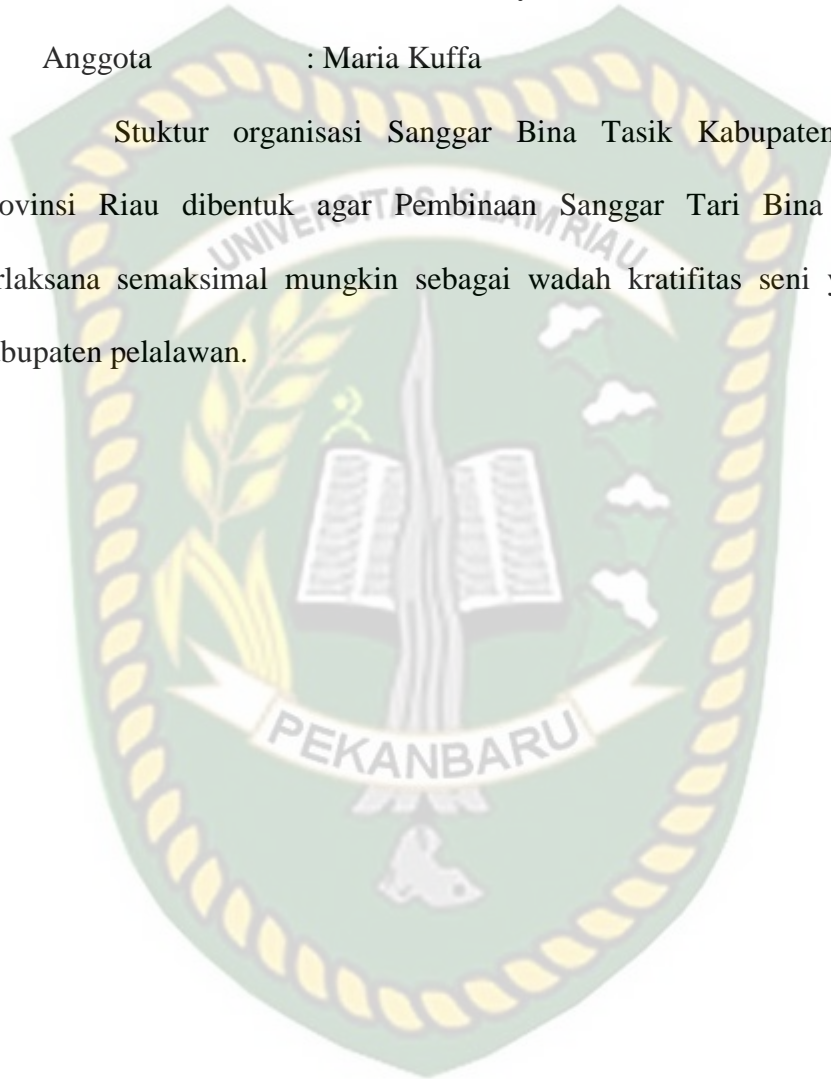 Anggota : Maria Kuffa
Stuktur organisasi Sanggar Bina Tasik Kabupaten
ovinsi Riau dibentuk agar Pembinaan Sanggar Tari Bina
rlaksana semaksimal mungkin sebagai wadah kratifitas seni y
bupaten pelalawan.
UNIVERSITAS ISLAM RIAU
PEKANBARU